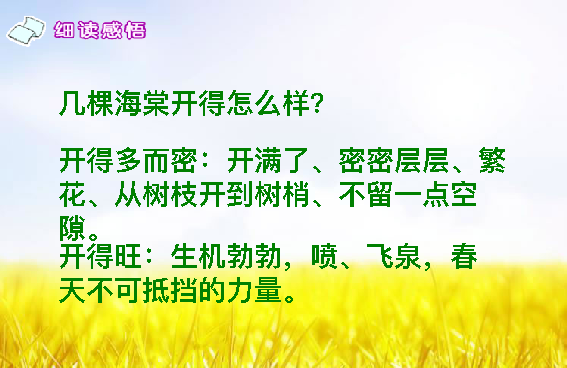 细读感悟
几棵海棠开得怎么样?
开得多而密：开满了、密密层层、繁
花、从树枝开到树梢、不留一点空
隙。
开得旺：生机勃勃，喷、飞泉，春
天不可抵挡的力量。